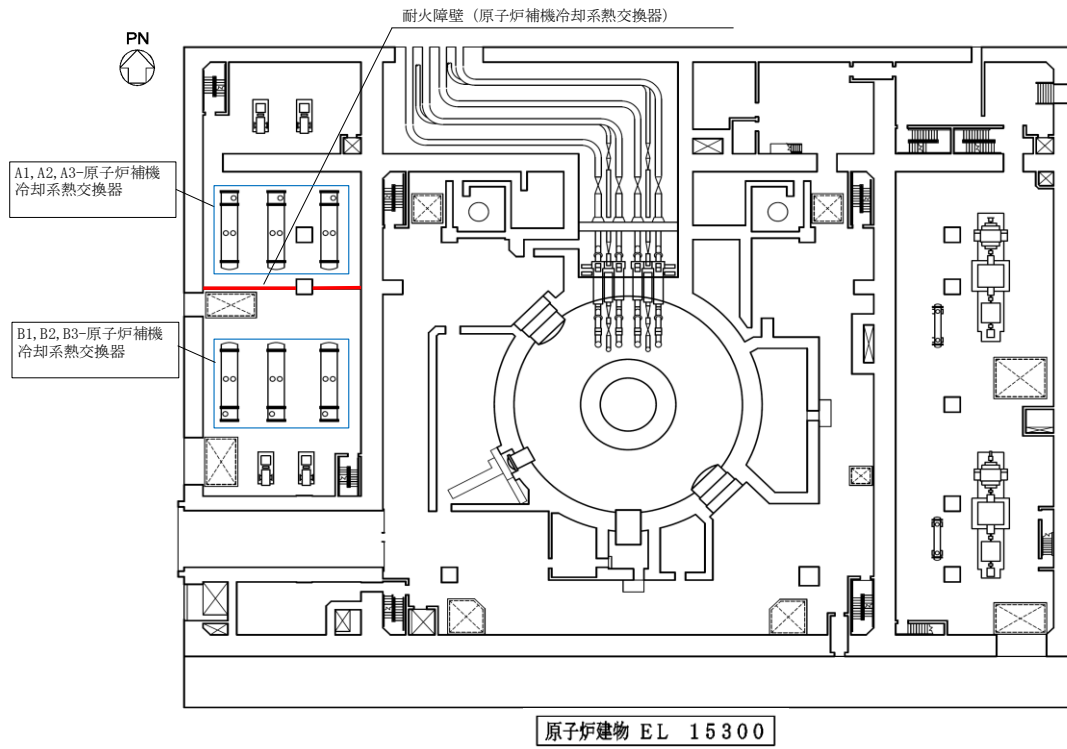 耐火障壁(原子炉補機冷却系熱交換器)
PN
A1,A2,A3-原子炉補機
冷却系熱交換器
B1,B2,B3-原子炉補機
冷却系熱交換器
原子炉建物 EL 15300